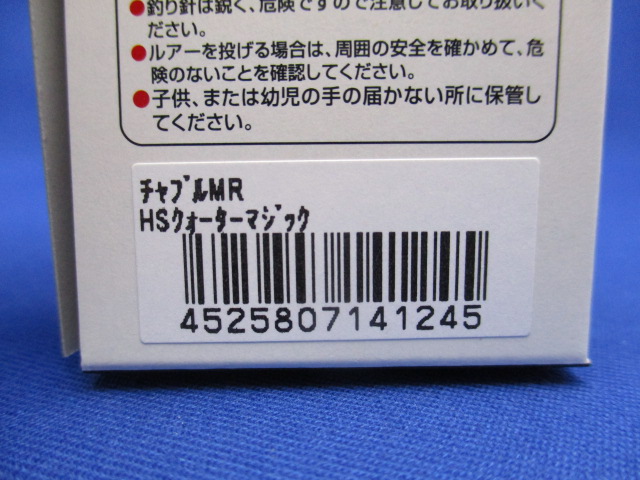 ●釣り針は鋭く、危険ですので注意してお取り扱いく
ださい。
●ルアーを投げる場合は、周囲の安全を確かめて、危
険のないことを確認してください。
●子供、または幼児の手の届かない所に保管し
てください。
ﾁｬﾌﾞﾙMR
HSｸｫｰﾀｰﾏｼﾞｯｸ
4525807141245